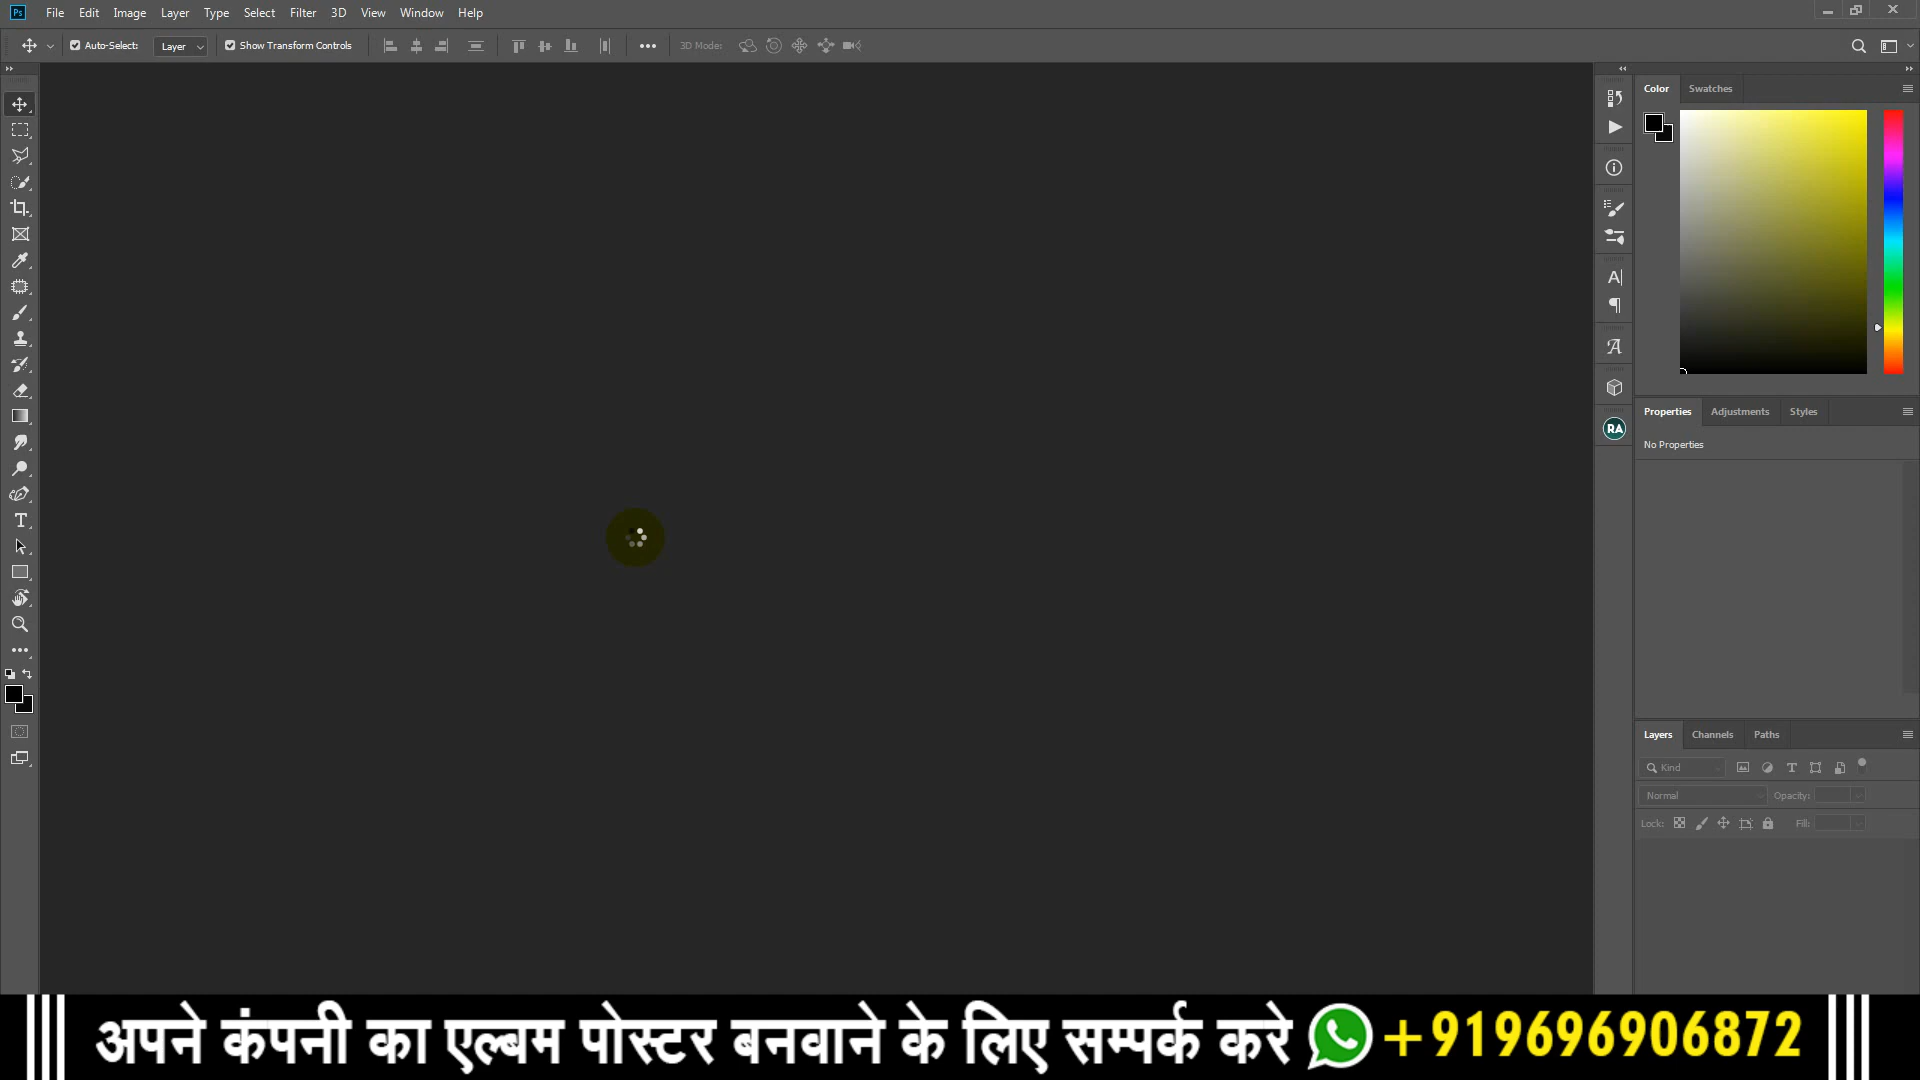 Ps File Edit Image Layer Type Select Filter 3D View Window Help
Auto-Select: Layer Show Transform Controls 3D Mode:
Color Swatches
A
RA
Properties Adjustments Styles
No Properties
T
Layers Channels Paths
Kind T
Normal Opacity:
Lock: Fill:
अपने कंपनी का एल्बम पोस्टर बनवाने के लिए सम्पर्क करे +919696906872